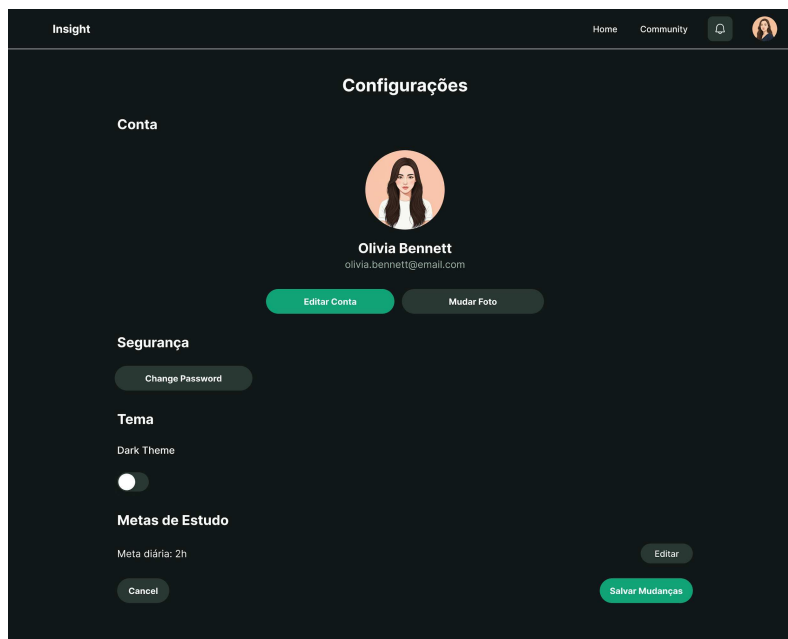 Insight Home Community
Configurações
Conta
Olivia Bennett
olivia.bennett@email.com
Editar Conta Mudar Foto
Segurança
Change Password
Tema
Dark Theme
Metas de Estudo
Meta diária: 2h Editar
Cancel Salvar Mudanças